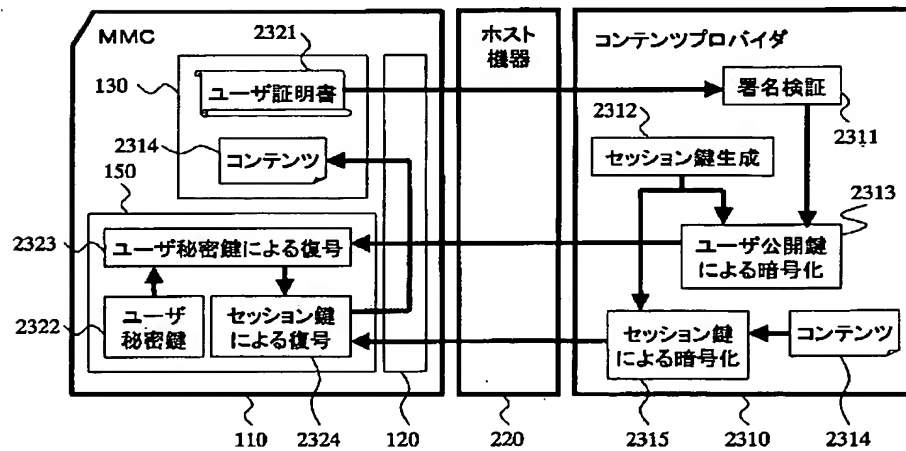 MMC
2321
ホスト
機器
コンテンツプロバイダ
130
ユーザ証明書
署名検証
2312
2311
2314
コンテンツ
セッション鍵生成
150
2313
2323
ユーザ秘密鍵による復号
ユーザ公開鍵
による暗号化
2322
ユーザ
秘密鍵
セッション鍵
による復号
セッション鍵
による暗号化
コンテンツ
110
2324
120
220
2315
2310
2314